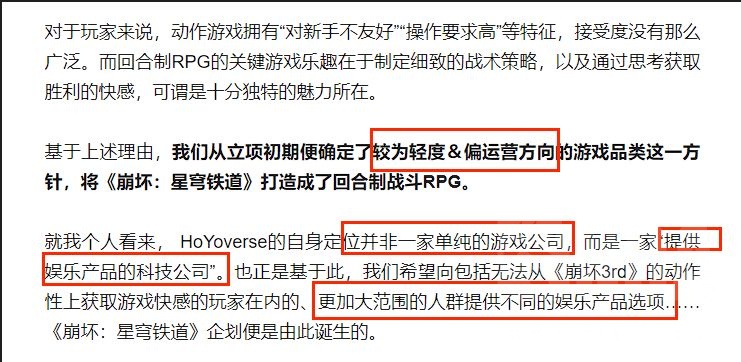 对于玩家来说，动作游戏拥有“对新手不友好”“操作要求高”等特征，接受度没有那么
广泛。而回合制RPG的关键游戏乐趣在于制定细致的战术策略，以及通过思考获取
胜利的快感，可谓是十分独特的魅力所在。
基于上述理由，我们从立项初期便确定了较为轻度＆偏运营方向的游戏品类这一方
针，将《崩坏：星穹铁道》打造成了回合制战斗RPG。
就我个人看来， HoYoverse的自身定位并非一家单纯的游戏公司，而是一家“提供
娱乐产品的科技公司”。也正是基于此，我们希望向包括无法从《崩坏3rd》的动作
性上获取游戏快感的玩家在内的、更加大范围的人群提供不同的娱乐产品选项……
《崩坏：星穹铁道》企划便是由此诞生的。